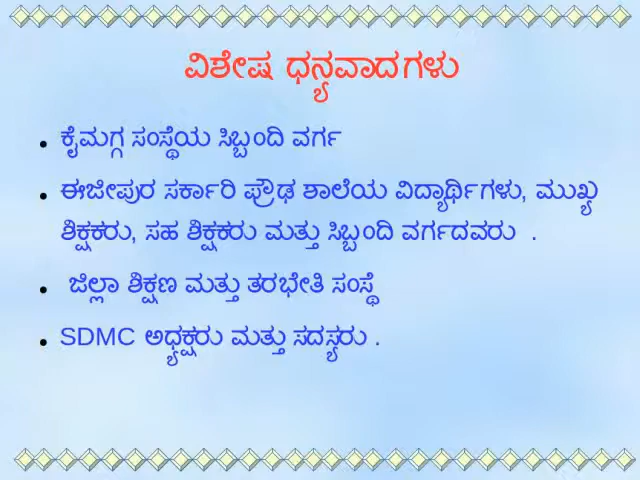 ವಿಶೇಷ ಧನ್ಯವಾದಗಳು
• ಕೈಮಗ್ಗ ಸಂಸ್ಥೆಯ ಸಿಬ್ಬಂದಿ ವರ್ಗ
• ಈಜೀಪುರ ಸರ್ಕಾರಿ ಪ್ರೌಢ ಶಾಲೆಯ ವಿದ್ಯಾರ್ಥಿಗಳು, ಮುಖ್ಯ
ಶಿಕ್ಷಕರು, ಸಹ ಶಿಕ್ಷಕರು ಮತ್ತು ಸಿಬ್ಬಂದಿ ವರ್ಗದವರು .
• ಜಿಲ್ಲಾ ಶಿಕ್ಷಣ ಮತ್ತು ತರಭೇತಿ ಸಂಸ್ಥೆ
• SDMC ಅಧ್ಯಕ್ಷರು ಮತ್ತು ಸದಸ್ಯರು .